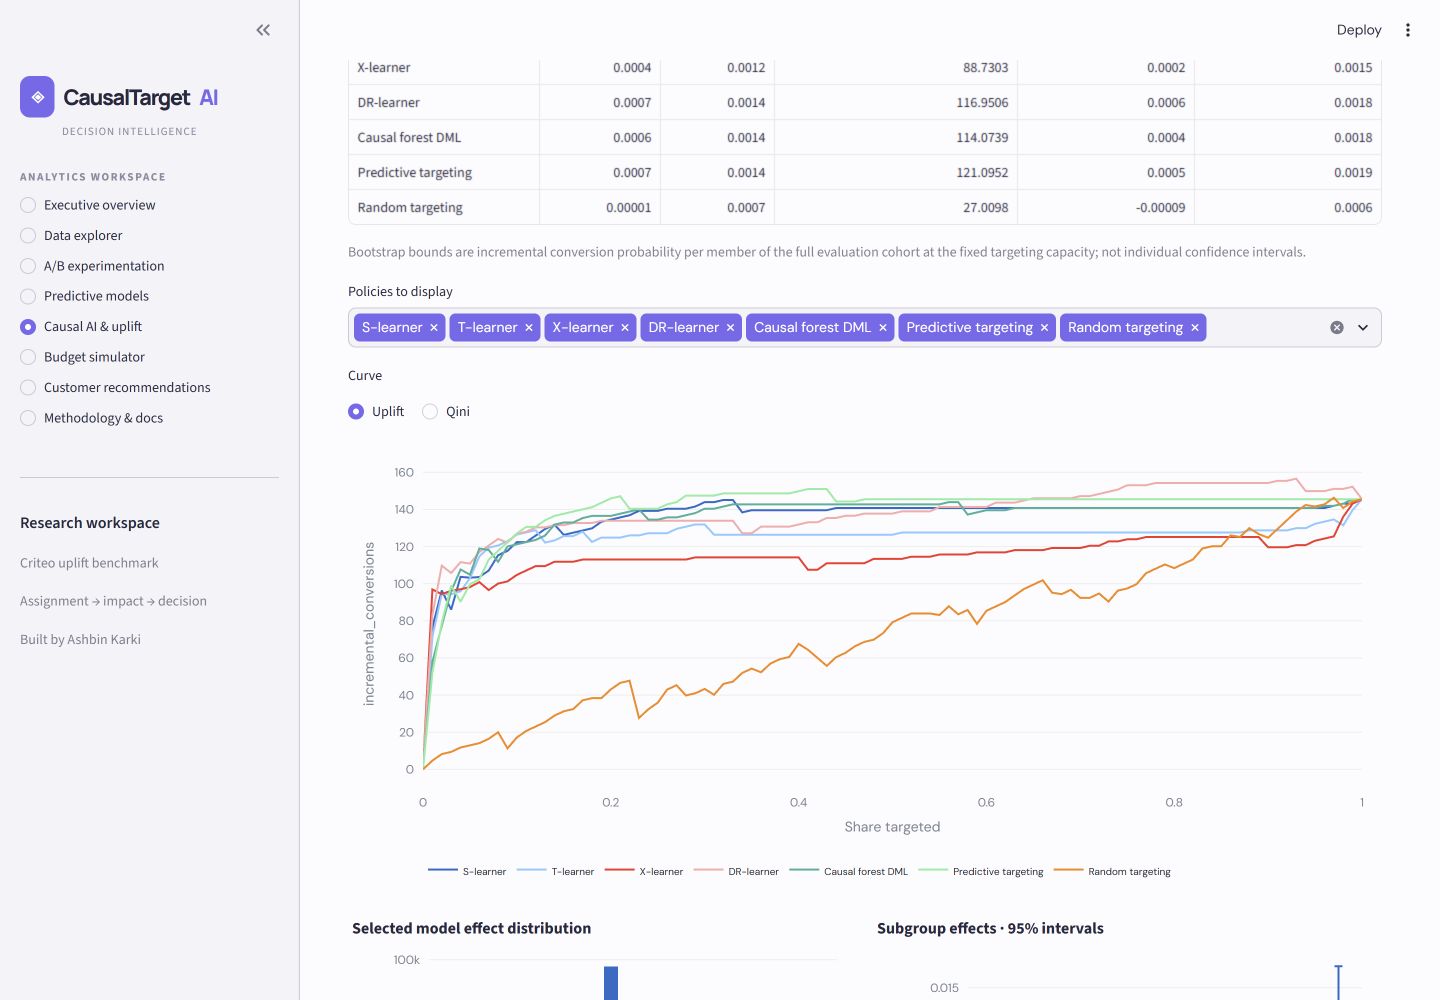 Deploy
CausalTarget AI
DECISION INTELLIGENCE
ANALYTICS WORKSPACE
Executive overview
Data explorer
A/B experimentation
Predictive models
Causal AI & uplift
Budget simulator
Customer recommendations
Methodology & docs
Research workspace
Criteo uplift benchmark
Assignment → impact → decision
Built by Ashbin Karki
X-learner 0.0004 0.0012 88.7303 0.0002 0.0015
DR-learner 0.0007 0.0014 116.9506 0.0006 0.0018
Causal forest DML 0.0006 0.0014 114.0739 0.0004 0.0018
Predictive targeting 0.0007 0.0014 121.0952 0.0005 0.0019
Random targeting 0.00001 0.0007 27.0098 -0.00009 0.0006
Bootstrap bounds are incremental conversion probability per member of the full evaluation cohort at the fixed targeting capacity; not individual confidence intervals.
Policies to display
S-learner × T-learner × X-learner × DR-learner × Causal forest DML × Predictive targeting × Random targeting ×
Curve
Uplift Qini
incremental_conversions
160
140
120
100
80
60
40
20
0
0 0.2 0.4 0.6 0.8 1
Share targeted
S-learner T-learner X-learner DR-learner Causal forest DML Predictive targeting Random targeting
Selected model effect distribution
100k
Subgroup effects · 95% intervals
0.015